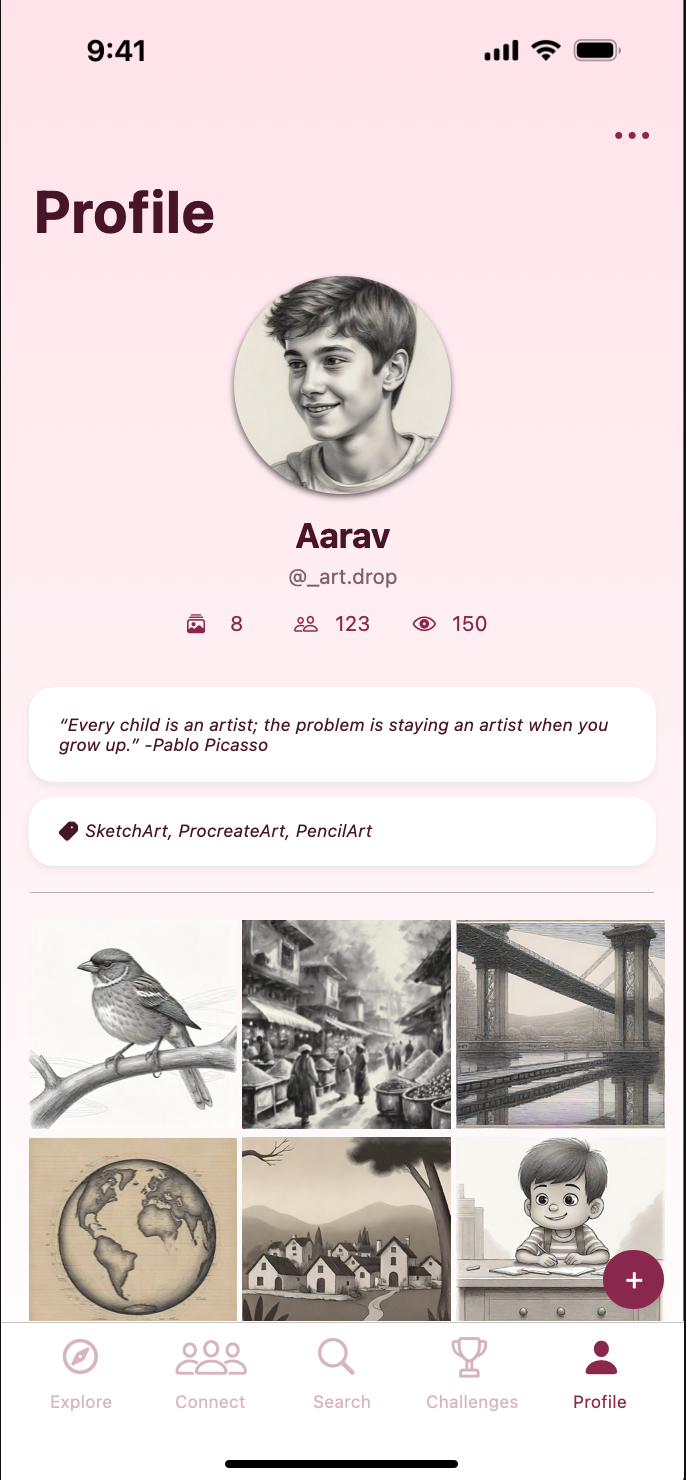 9:41
Profile
Aarav
@_art.drop
8 123 150
“Every child is an artist; the problem is staying an artist when you
grow up.” -Pablo Picasso
SketchArt, ProcreateArt, PencilArt
+
Explore Connect Search Challenges Profile